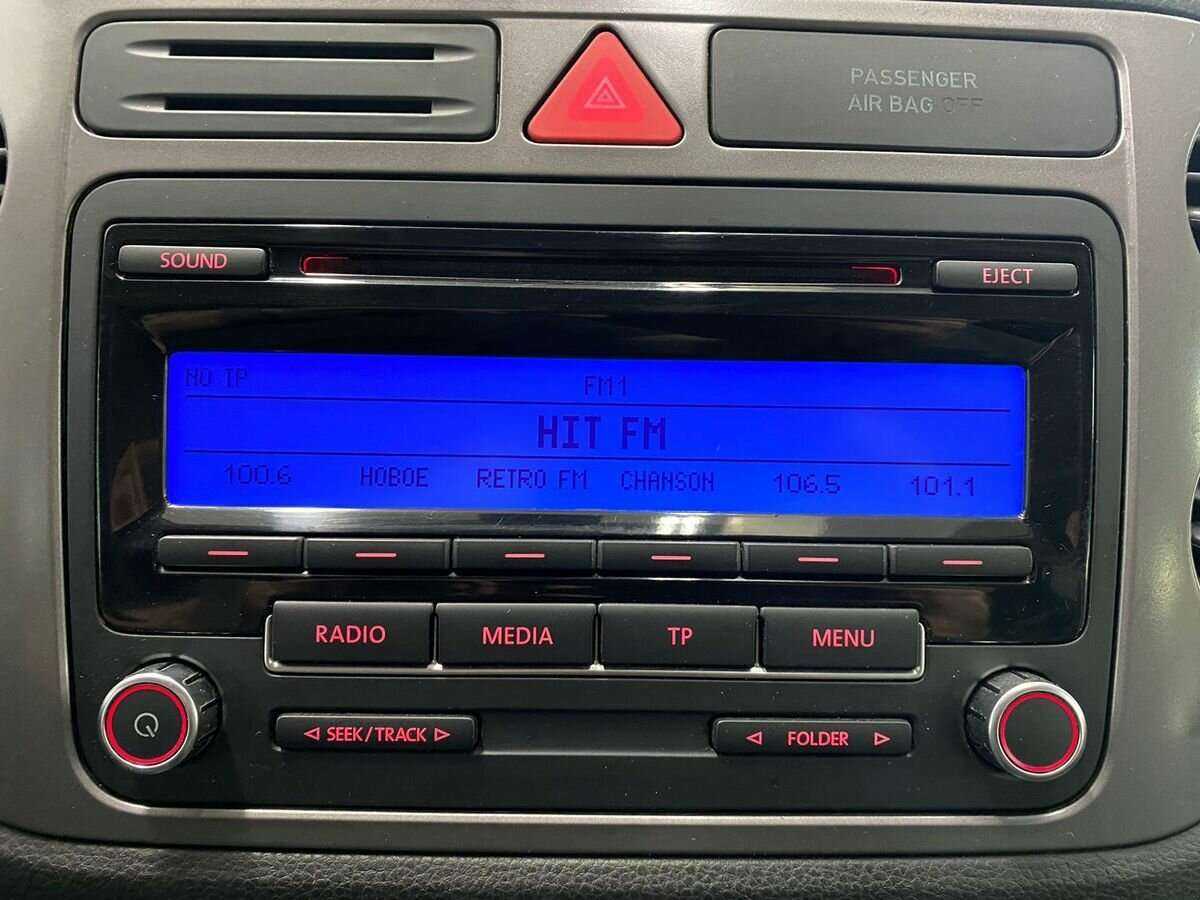 PASSENGER
AIR BAG OFF
SOUND
EJECT
NO TP
FM1
HIT FM
100.6 HOBOE RETRO FM CHANSON 106.5 101.1
RADIO MEDIA TP MENU
◁ SEEK/TRACK ▷ ◁ FOLDER ▷